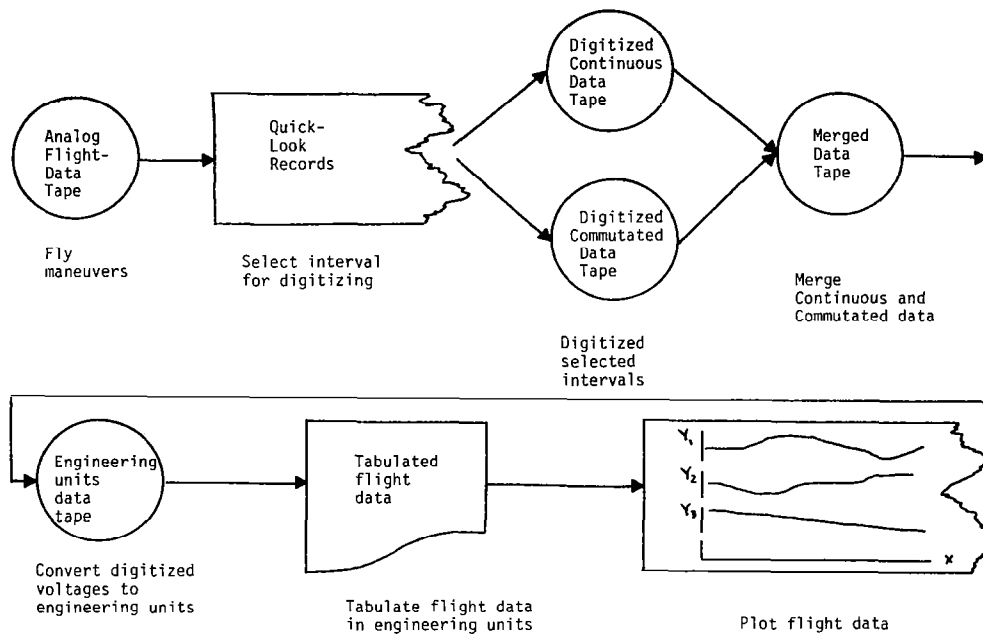 Analog
Flight-
Data
Tape
Fly
maneuvers
Quick-
Look
Records
Select interval
for digitizing
Digitized
Continuous
Data
Tape
Digitized
Commutated
Data
Tape
Digitized
selected
intervals
Merged
Data
Tape
Merge
Continuous and
Commutated data
Engineering
units
data
tape
Convert digitized
voltages to
engineering units
Tabulated
flight
data
Tabulate flight data
in engineering units
Y₁
Y₂
Y₃
X
Plot flight data